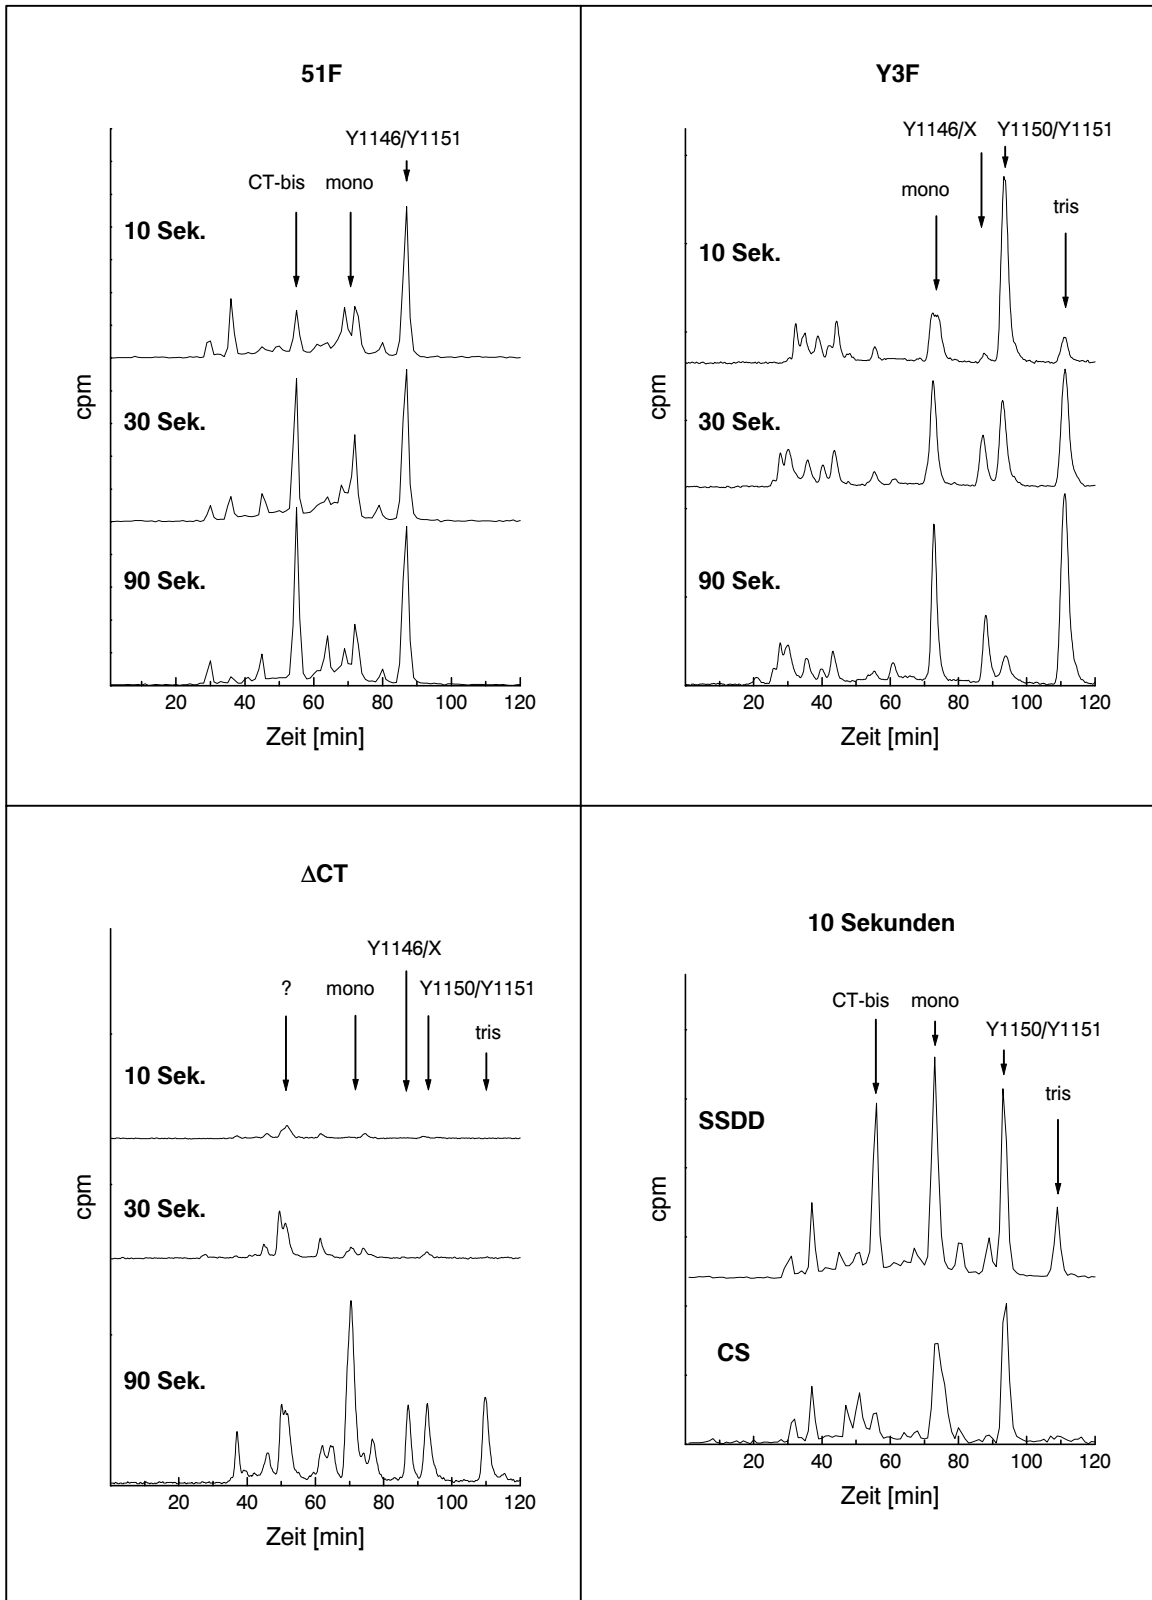 51F
Y1146/Y1151
CT-bis mono
10 Sek.
30 Sek.
90 Sek.
cpm
20 40 60 80 100 120
Zeit [min]
Y3F
Y1146/X Y1150/Y1151
mono
tris
10 Sek.
30 Sek.
90 Sek.
cpm
20 40 60 80 100 120
Zeit [min]
ΔCT
Y1146/X
? mono Y1150/Y1151
tris
10 Sek.
30 Sek.
90 Sek.
cpm
20 40 60 80 100 120
Zeit [min]
10 Sekunden
CT-bis mono
Y1150/Y1151
tris
SSDD
CS
cpm
20 40 60 80 100 120
Zeit [min]